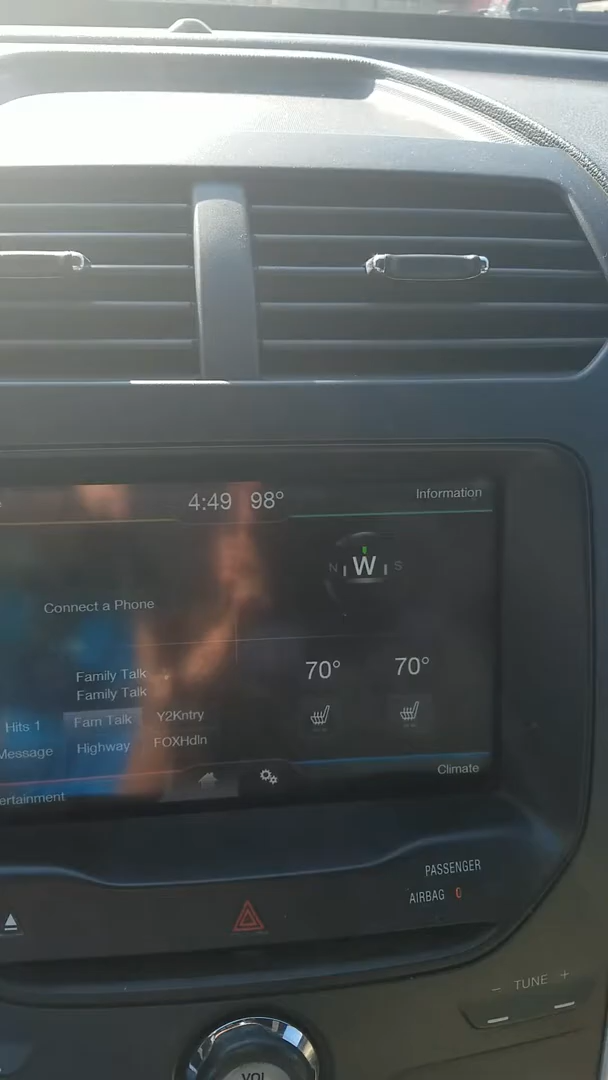 4:49 98° Information
N W S
Connect a Phone
Family Talk
Family Talk
70° 70°
Hits 1 Fam Talk Y2Kntry
Message Highway FOXHdln
Climate
ertainment
PASSENGER
AIRBAG
- TUNE +
VOL